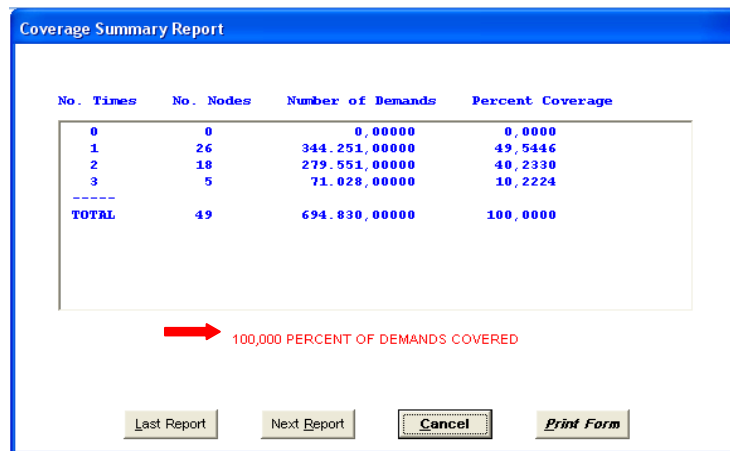 Coverage Summary Report
No. Times No. Nodes Number of Demands Percent Coverage
0 0 0,00000 0,0000
1 26 344.251,00000 49,5446
2 18 279.551,00000 40,2330
3 5 71.028,00000 10,2224
-----
TOTAL 49 694.830,00000 100,0000
100,000 PERCENT OF DEMANDS COVERED
Last Report Next Report Cancel Print Form